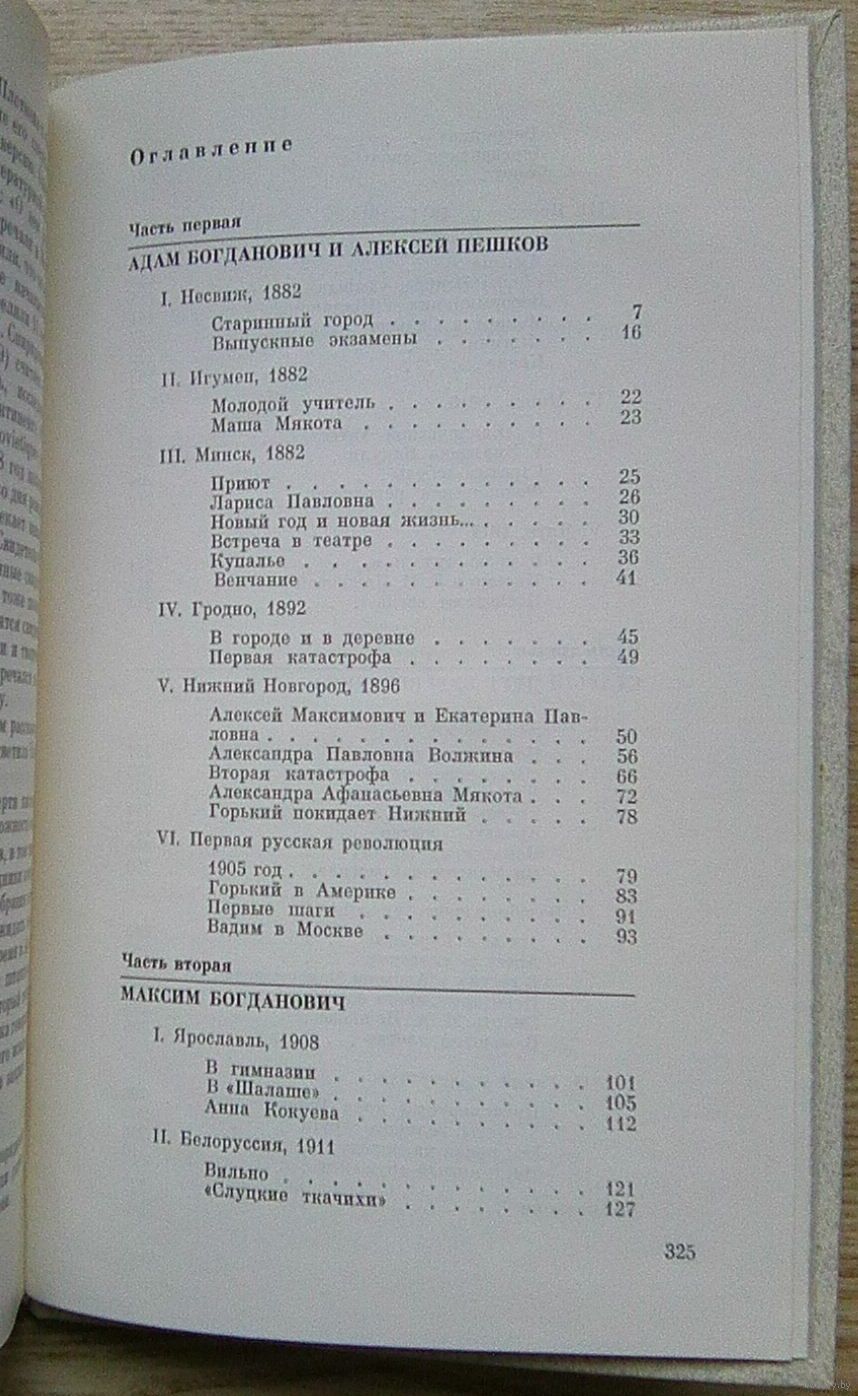 Оглавление
Часть первая
АДАМ БОГДАНОВИЧ И АЛЕКСЕЙ ПЕШКОВ
I. Несвиж, 1882
Старинный город . . . . . . . . . 7
Выпускные экзамены . . . . . . . 16
II. Игумен, 1882
Молодой учитель . . . . . . . . . 22
Маша Мякота . . . . . . . . . . 23
III. Минск, 1882
Приют . . . . . . . . . . . . . 25
Лариса Павловна . . . . . . . . . 26
Новый год и новая жизнь... . . . . . 30
Встреча в театре . . . . . . . . . 33
Купалье . . . . . . . . . . . . 36
Венчание . . . . . . . . . . . . 41
IV. Гродно, 1892
В городе и в деревне . . . . . . . 45
Первая катастрофа . . . . . . . . 49
V. Нижний Новгород, 1896
Алексей Максимович и Екатерина Пав-
ловна . . . . . . . . . . . . . . 50
Александра Павловна Волжина . . . 56
Вторая катастрофа . . . . . . . . 66
Александра Афанасьевна Мякота . . . 72
Горький покидает Нижний . . . . . 78
VI. Первая русская революция
1905 год . . . . . . . . . . . . . 79
Горький в Америке . . . . . . . . 83
Первые шаги . . . . . . . . . . 91
Вадим в Москве . . . . . . . . . 93
Часть вторая
МАКСИМ БОГДАНОВИЧ
I. Ярославль, 1908
В гимназии . . . . . . . . . . . 101
В «Шалаше» . . . . . . . . . . . 105
Анна Кокуева . . . . . . . . . . 112
II. Белоруссия, 1911
Вильно . . . . . . . . . . . . . 121
«Слуцкие ткачихи» . . . . . . . . 127
325